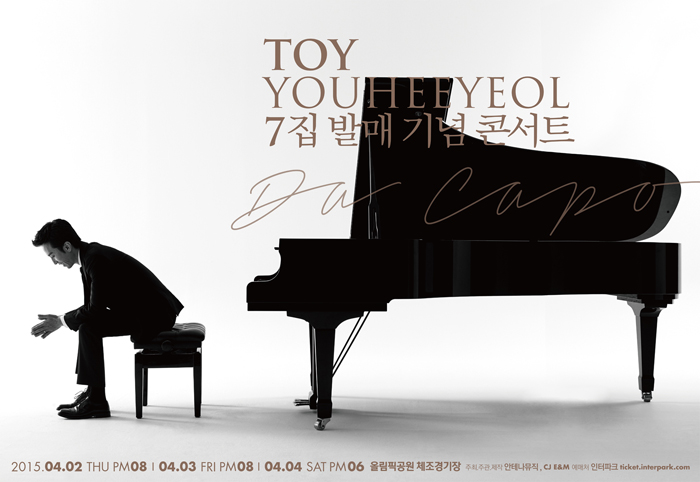 TOY
YOUHEEYEOL
7집 발매 기념 콘서트
Da Capo
2015.04.02 THU PM08 | 04.03 FRI PM08 | 04.04 SAT PM06 올림픽공원 체조경기장 주최,주관,제작 안테나뮤직, CJ E&M 예매처 인터파크 ticket.interpark.com